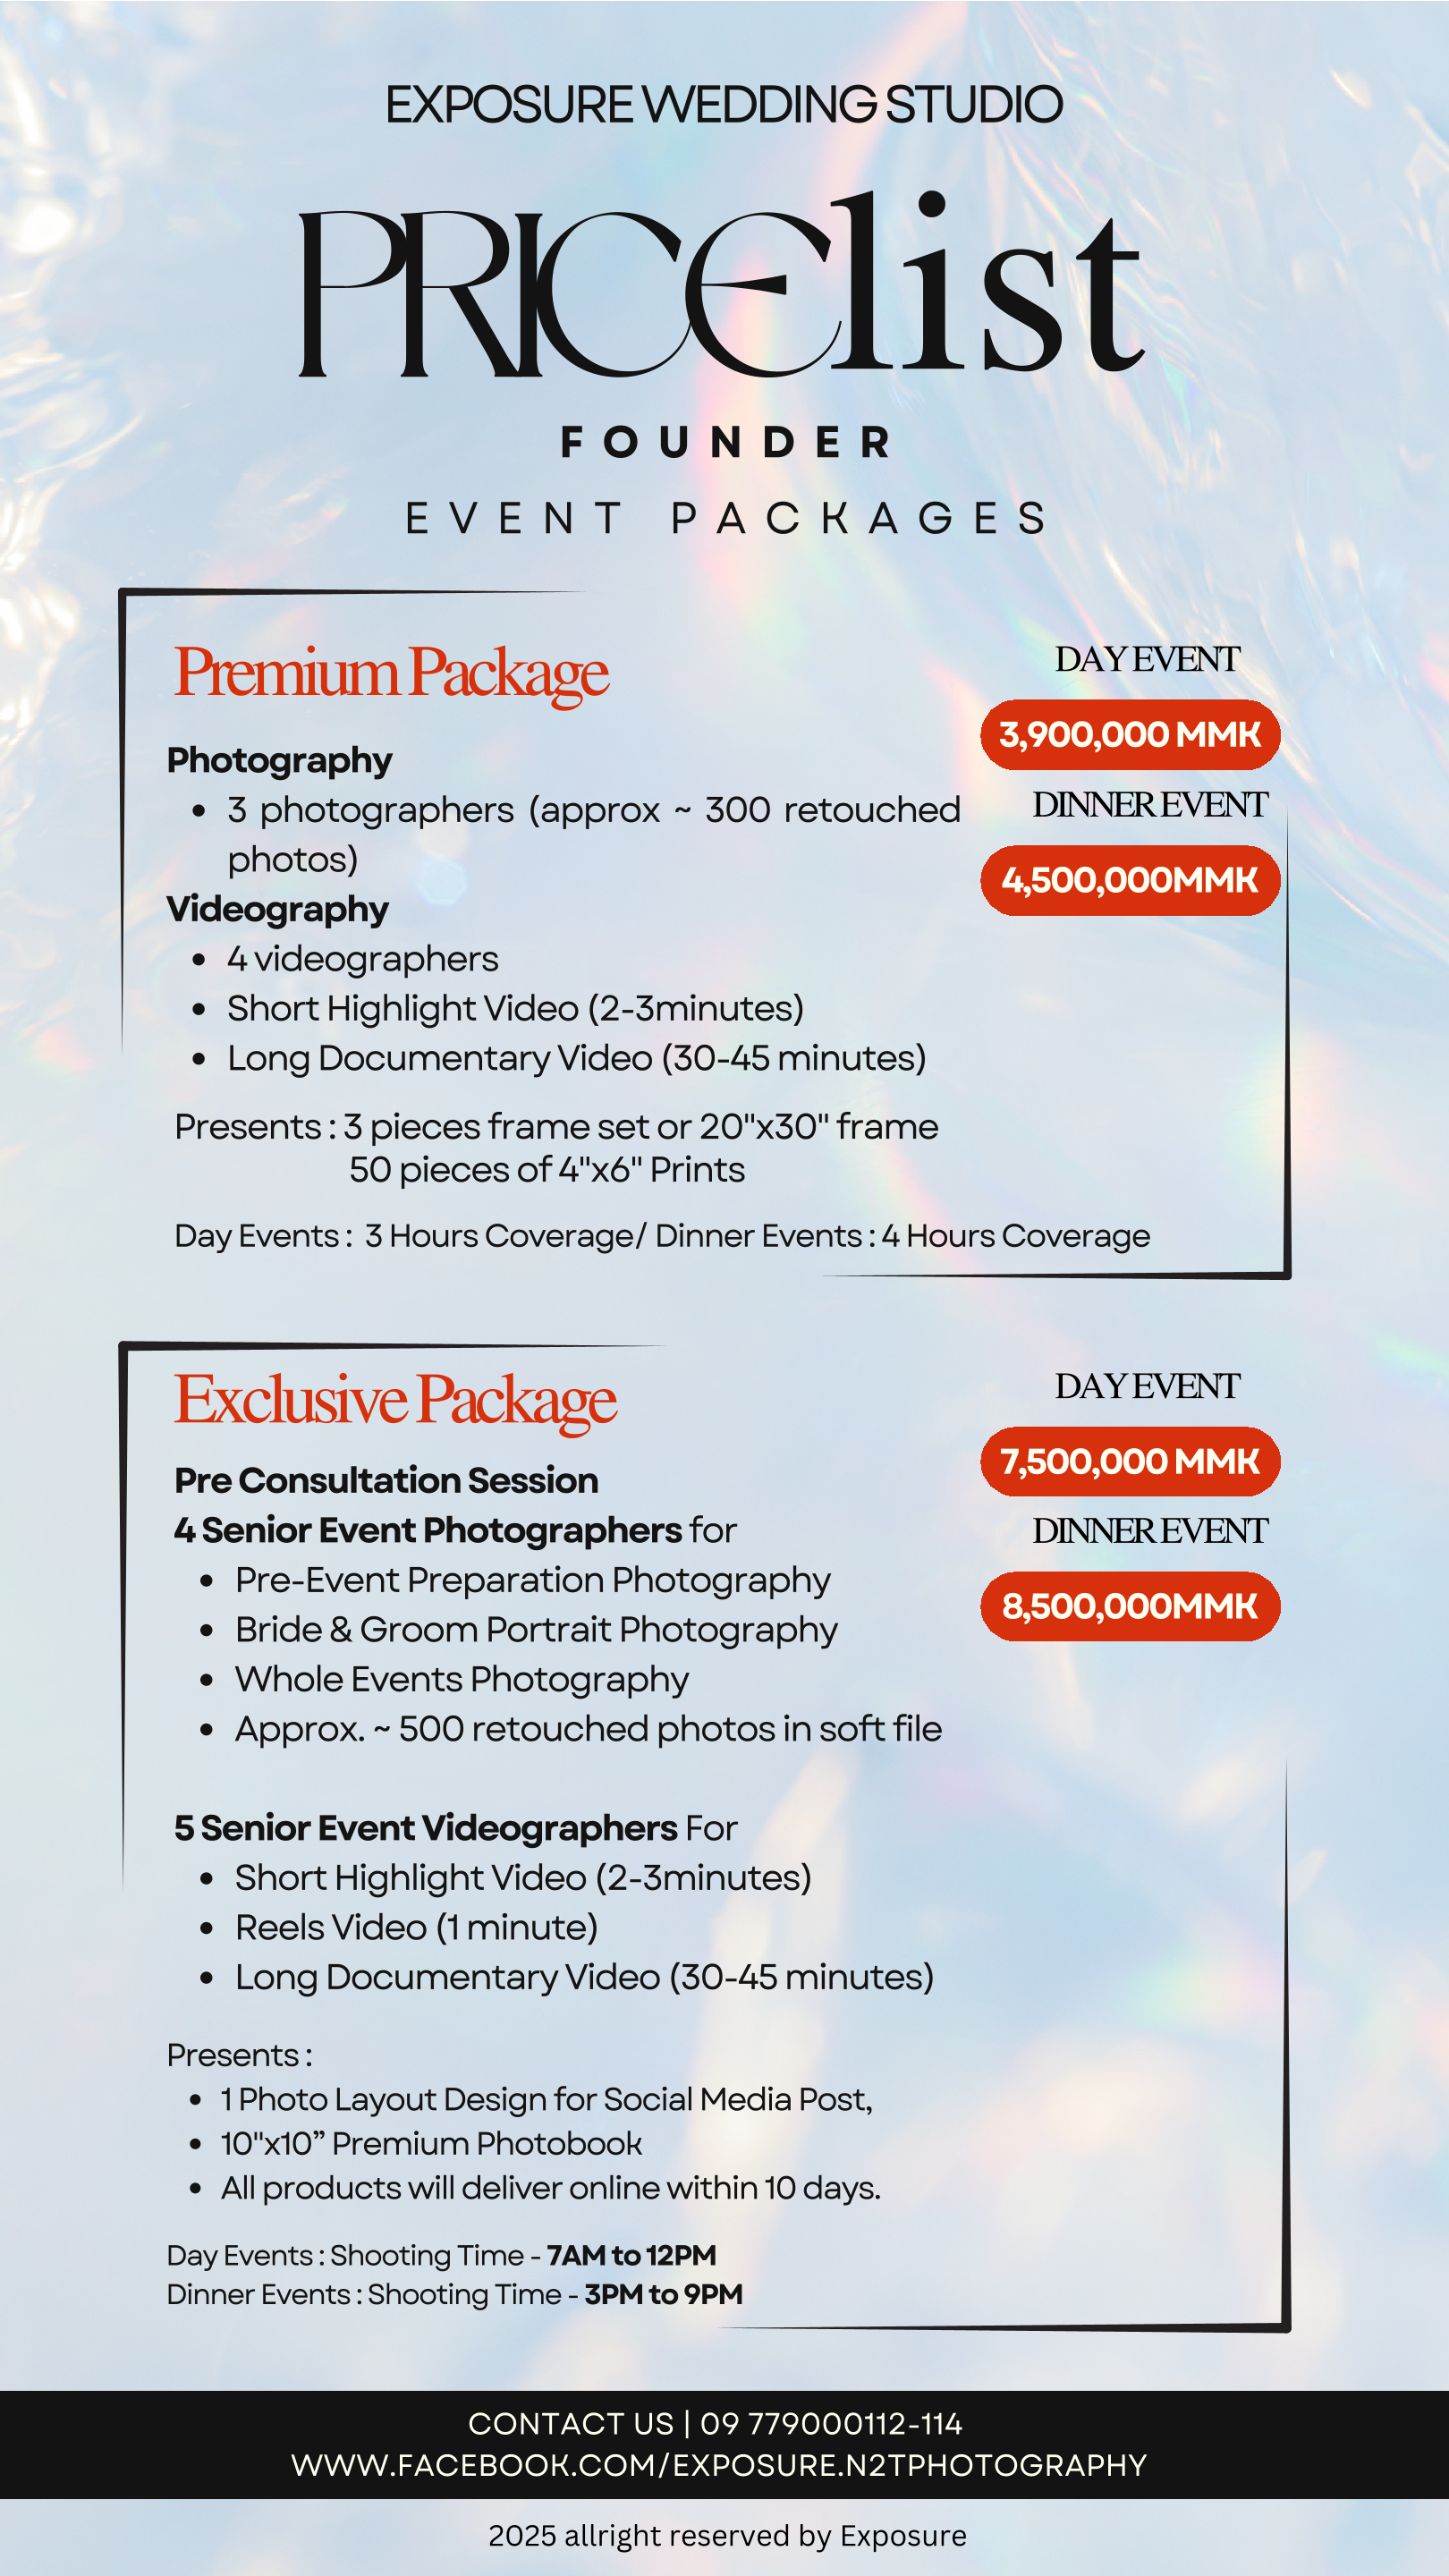 EXPOSURE WEDDING STUDIO
PRICElist
FOUNDER
EVENT PACKAGES
Premium Package
DAY EVENT
3,900,000 MMK
DINNER EVENT
4,500,000MMK
Photography
• 3 photographers (approx ~ 300 retouched
photos)
Videography
• 4 videographers
• Short Highlight Video (2-3minutes)
• Long Documentary Video (30-45 minutes)
Presents : 3 pieces frame set or 20"x30" frame
50 pieces of 4"x6" Prints
Day Events : 3 Hours Coverage/ Dinner Events : 4 Hours Coverage
Exclusive Package
DAY EVENT
7,500,000 MMK
DINNER EVENT
8,500,000MMK
Pre Consultation Session
4 Senior Event Photographers for
• Pre-Event Preparation Photography
• Bride & Groom Portrait Photography
• Whole Events Photography
• Approx. ~ 500 retouched photos in soft file
5 Senior Event Videographers For
• Short Highlight Video (2-3minutes)
• Reels Video (1 minute)
• Long Documentary Video (30-45 minutes)
Presents :
• 1 Photo Layout Design for Social Media Post,
• 10"x10” Premium Photobook
• All products will deliver online within 10 days.
Day Events : Shooting Time - 7AM to 12PM
Dinner Events : Shooting Time - 3PM to 9PM
CONTACT US | 09 779000112-114
WWW.FACEBOOK.COM/EXPOSURE.N2TPHOTOGRAPHY
2025 allright reserved by Exposure